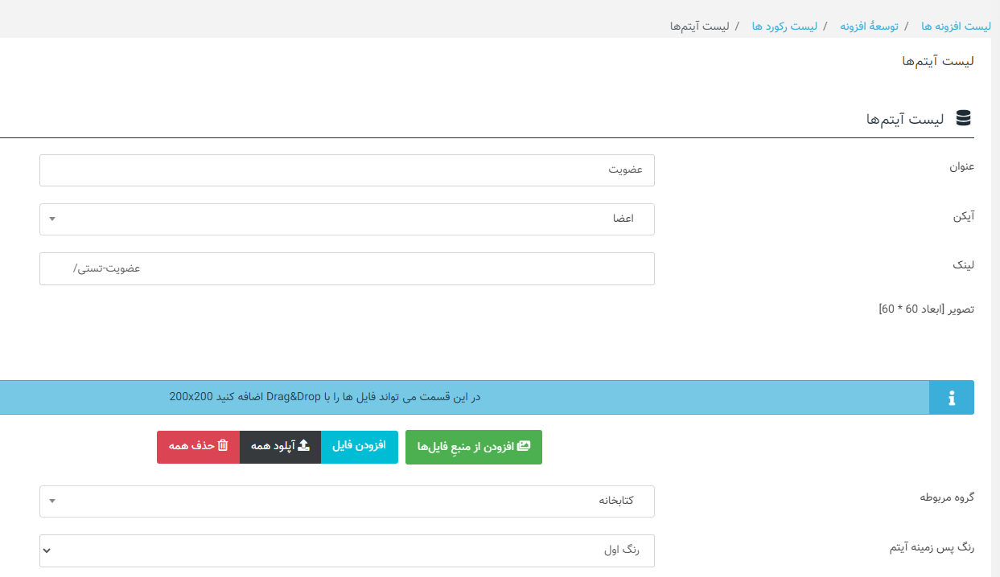 لیست افزونه ها / توسعهٔ افزونه / لیست رکورد ها / لیست آیتم‌ها
لیست آیتم‌ها
لیست آیتم‌ها
عنوان
عضویت
آیکن
اعضا
لینک
عضویت-تستی/
تصویر [ابعاد 60 * 60]
در این قسمت می تواند فایل ها را با Drag&Drop اضافه کنید 200x200
افزودن از منبعِ فایل‌ها
افزودن فایل
آپلود همه
حذف همه
گروه مربوطه
کتابخانه
رنگ پس زمینه آیتم
رنگ اول